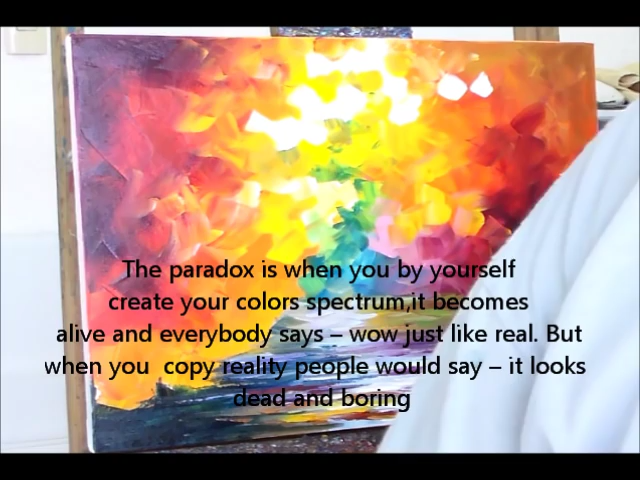 The paradox is when you by yourself
create your colors spectrum,it becomes
alive and everybody says – wow just like real. But
when you  copy reality people would say – it looks
dead and boring